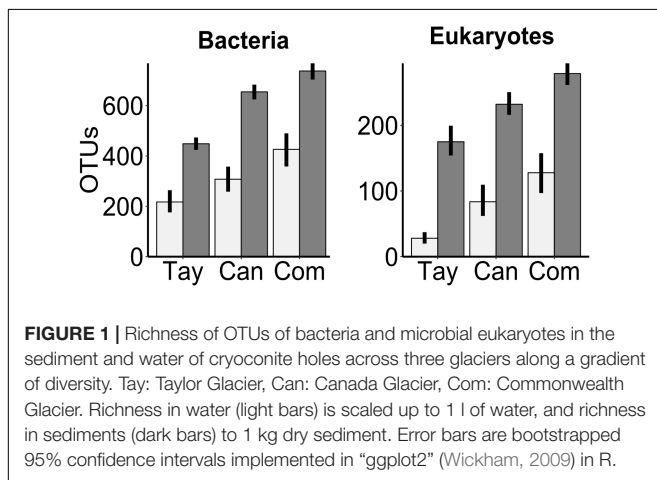 Bacteria
Eukaryotes
OTUs
600
400
200
0
Tay Can Com
200
100
0
Tay Can Com
FIGURE 1 | Richness of OTUs of bacteria and microbial eukaryotes in the
sediment and water of cryoconite holes across three glaciers along a gradient
of diversity. Tay: Taylor Glacier, Can: Canada Glacier, Com: Commonwealth
Glacier. Richness in water (light bars) is scaled up to 1 l of water, and richness
in sediments (dark bars) to 1 kg dry sediment. Error bars are bootstrapped
95% confidence intervals implemented in “ggplot2” (Wickham, 2009) in R.